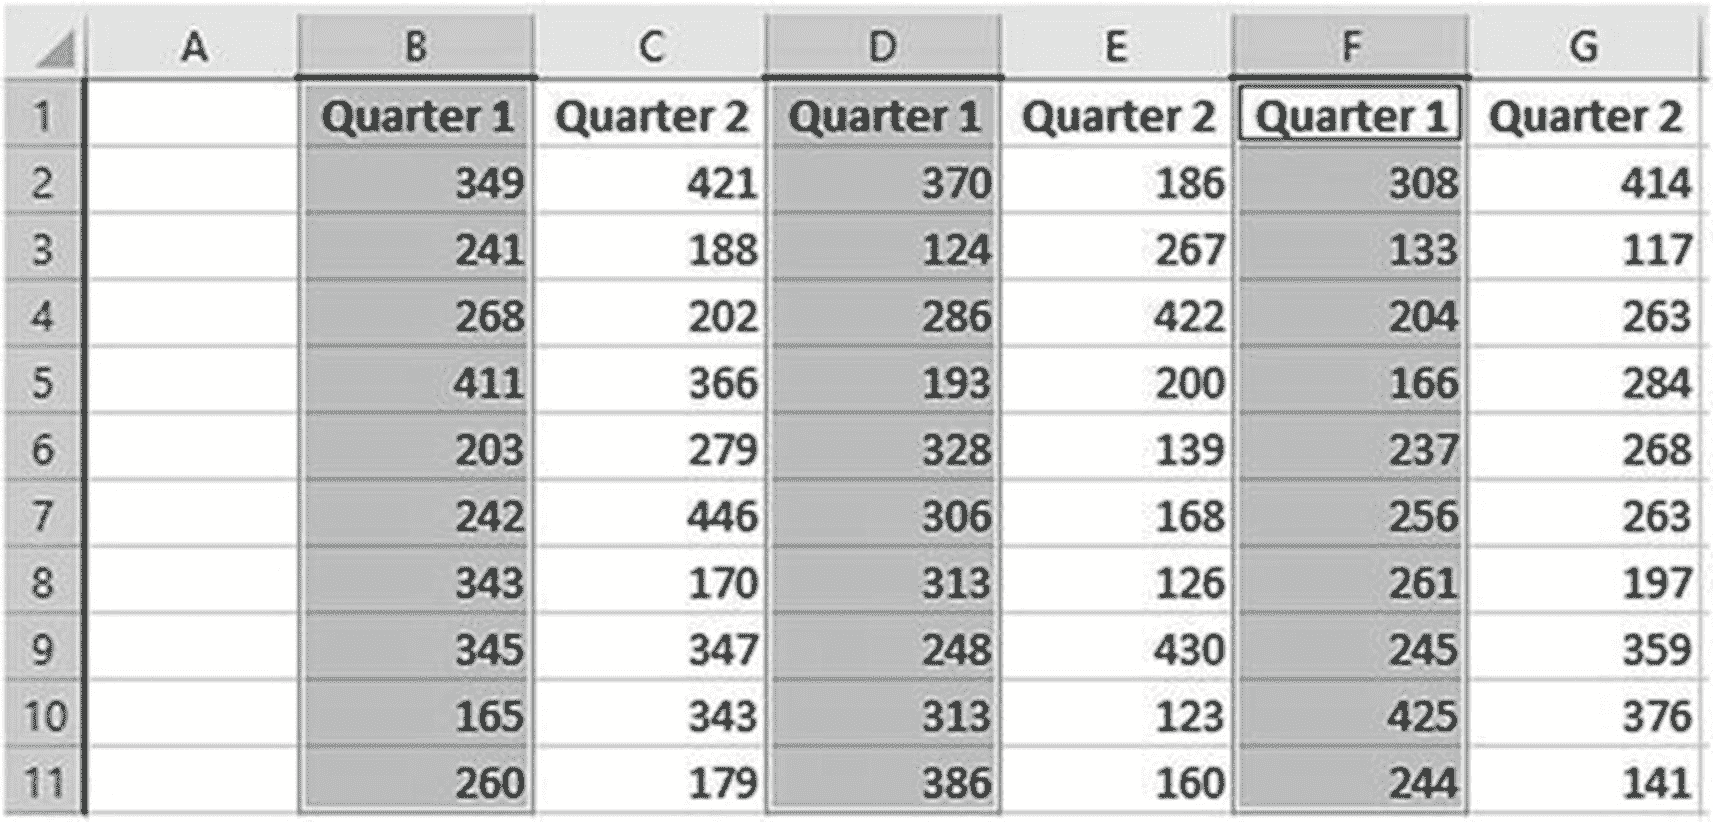 A B C D E F G
1 Quarter 1 Quarter 2 Quarter 1 Quarter 2 Quarter 1 Quarter 2
2 349 421 370 186 308 414
3 241 188 124 267 133 117
4 268 202 286 422 204 263
5 411 366 193 200 166 284
6 203 279 328 139 237 268
7 242 446 306 168 256 263
8 343 170 313 126 261 197
9 345 347 248 430 245 359
10 165 343 313 123 425 376
11 260 179 386 160 244 141